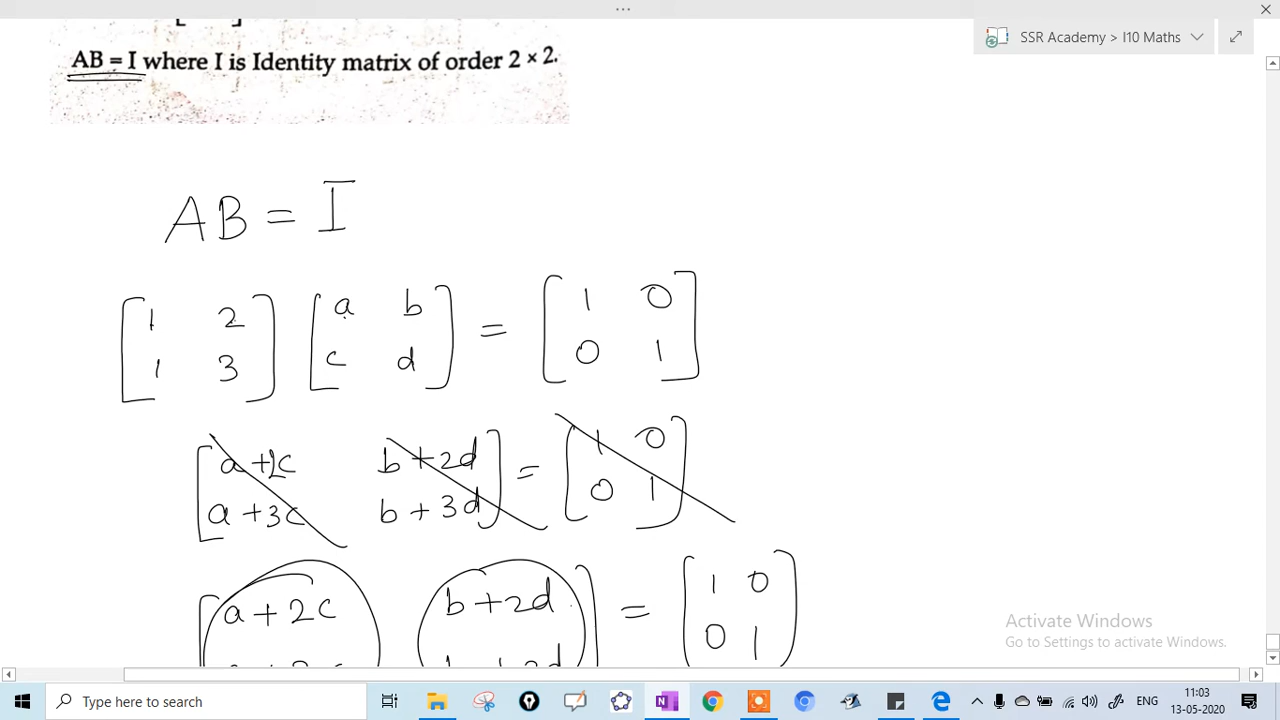 SSR Academy > I10 Maths
AB = I where I is Identity matrix of order 2 × 2.
AB = I
1 2 a b = 1 0
1 3 c d 0 1
a + 2c b + 2d = 1 0
a + 3c b + 3d 0 1
a + 2c b + 2d = 1 0
0 1
Activate Windows
Go to Settings to activate Windows.
Type here to search
ENG
1:03
13-05-2020